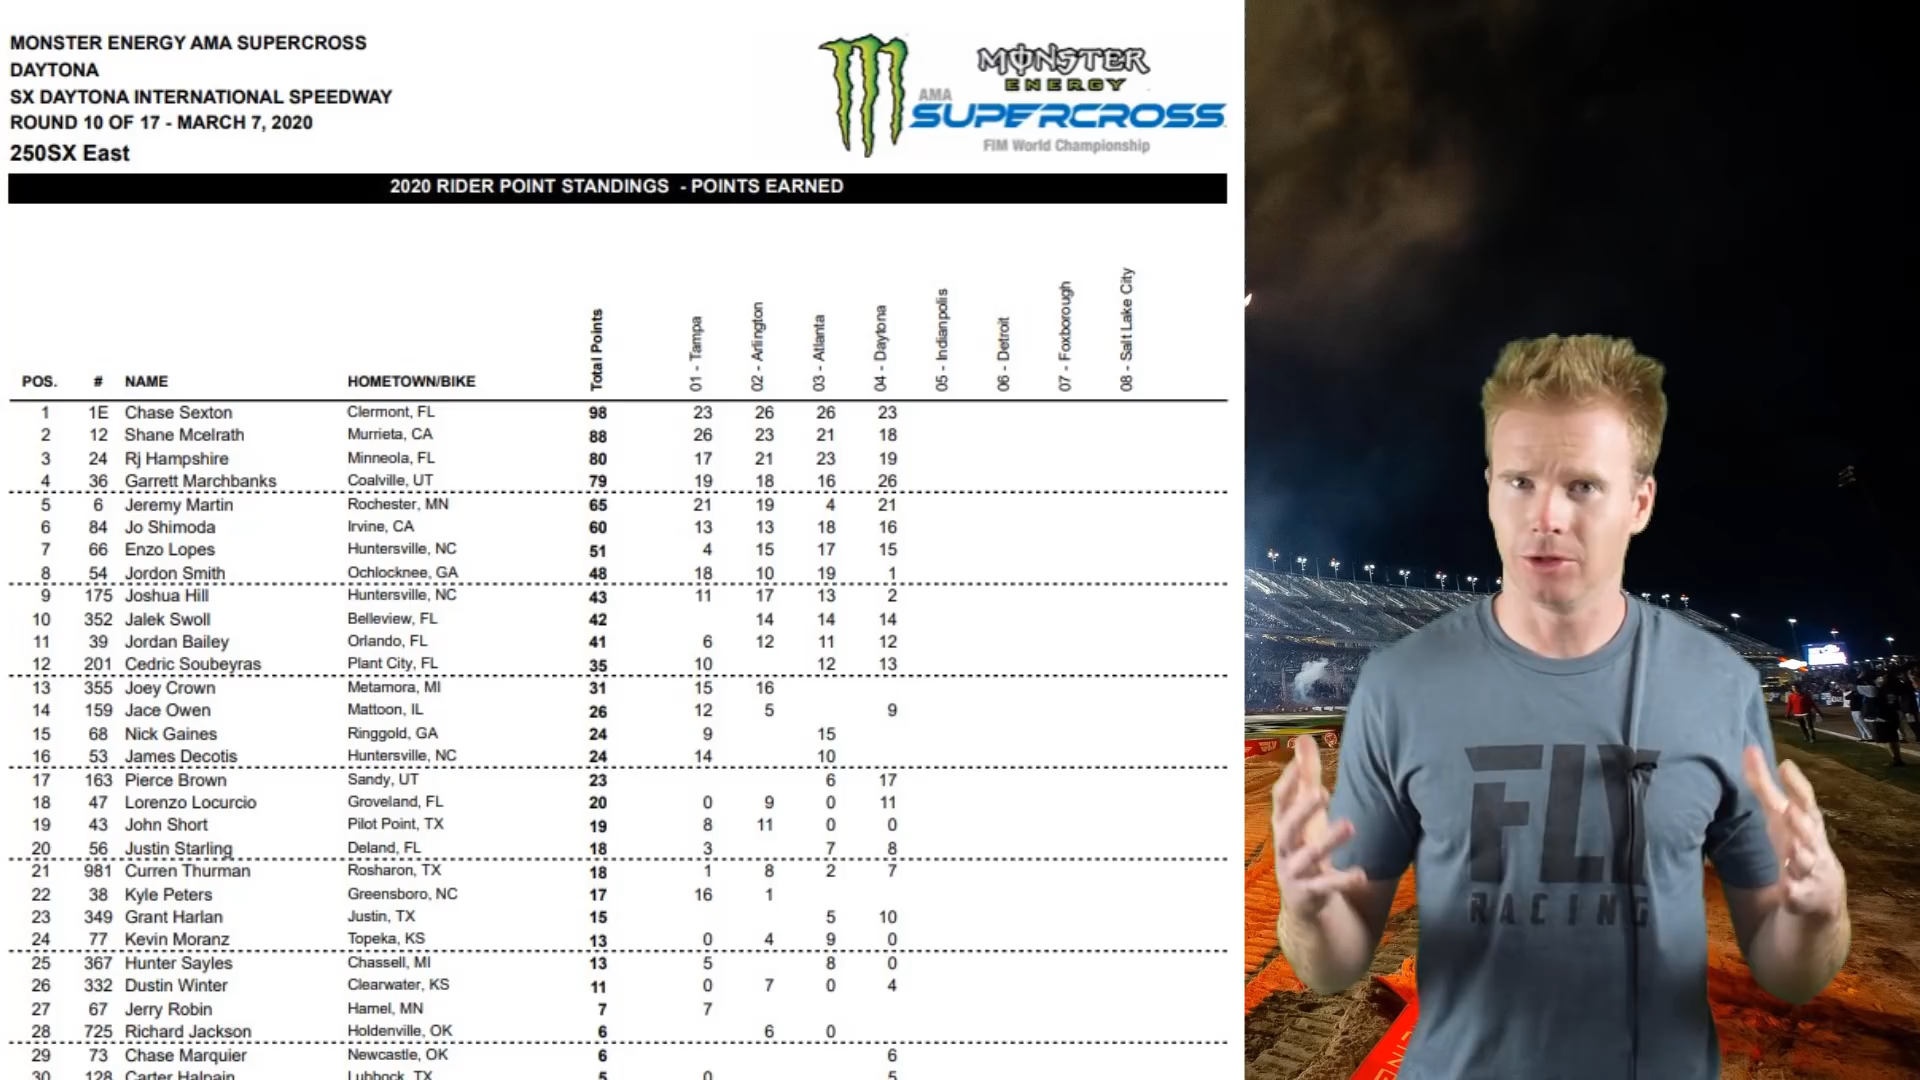 MONSTER ENERGY AMA SUPERCROSS
DAYTONA
SX DAYTONA INTERNATIONAL SPEEDWAY
ROUND 10 OF 17 - MARCH 7, 2020
250SX East
MONSTER
ENERGY
AMA
SUPERCROSS
FIM World Championship
2020 RIDER POINT STANDINGS - POINTS EARNED
POS. # NAME HOMETOWN/BIKE Total Points 01 - Tampa 02 - Arlington 03 - Atlanta 04 - Daytona 05 - Indianpolis 06 - Detroit 07 - Foxborough 08 - Salt Lake City
1 1E Chase Sexton Clermont, FL 98 23 26 26 23
2 12 Shane Mcelrath Murrieta, CA 88 26 23 21 18
3 24 Rj Hampshire Minneola, FL 80 17 21 23 19
4 36 Garrett Marchbanks Coalville, UT 79 19 18 16 26
5 6 Jeremy Martin Rochester, MN 65 21 19 4 21
6 84 Jo Shimoda Irvine, CA 60 13 13 18 16
7 66 Enzo Lopes Huntersville, NC 51 4 15 17 15
8 54 Jordon Smith Ochlocknee, GA 48 18 10 19 1
9 175 Joshua Hill Huntersville, NC 43 11 17 13 2
10 352 Jalek Swoll Belleview, FL 42 14 14 14
11 39 Jordan Bailey Orlando, FL 41 6 12 11 12
12 201 Cedric Soubeyras Plant City, FL 35 10 12 13
13 355 Joey Crown Metamora, MI 31 15 16
14 159 Jace Owen Mattoon, IL 26 12 5 9
15 68 Nick Gaines Ringgold, GA 24 9 15
16 53 James Decotis Huntersville, NC 24 14 10
17 163 Pierce Brown Sandy, UT 23 6 17
18 47 Lorenzo Locurcio Groveland, FL 20 0 9 0 11
19 43 John Short Pilot Point, TX 19 8 11 0 0
20 56 Justin Starling Deland, FL 18 3 7 8
21 981 Curren Thurman Rosharon, TX 18 1 8 2 7
22 38 Kyle Peters Greensboro, NC 17 16 1
23 349 Grant Harlan Justin, TX 15 5 10
24 77 Kevin Moranz Topeka, KS 13 0 4 9 0
25 367 Hunter Sayles Chassell, MI 13 5 8 0
26 332 Dustin Winter Clearwater, KS 11 0 7 0 4
27 67 Jerry Robin Hamel, MN 7 7
28 725 Richard Jackson Holdenville, OK 6 6 0
29 73 Chase Marquier Newcastle, OK 6 6
30 128 Carter Halpain Lubbock, TX 5 0 5
FLY
RACING